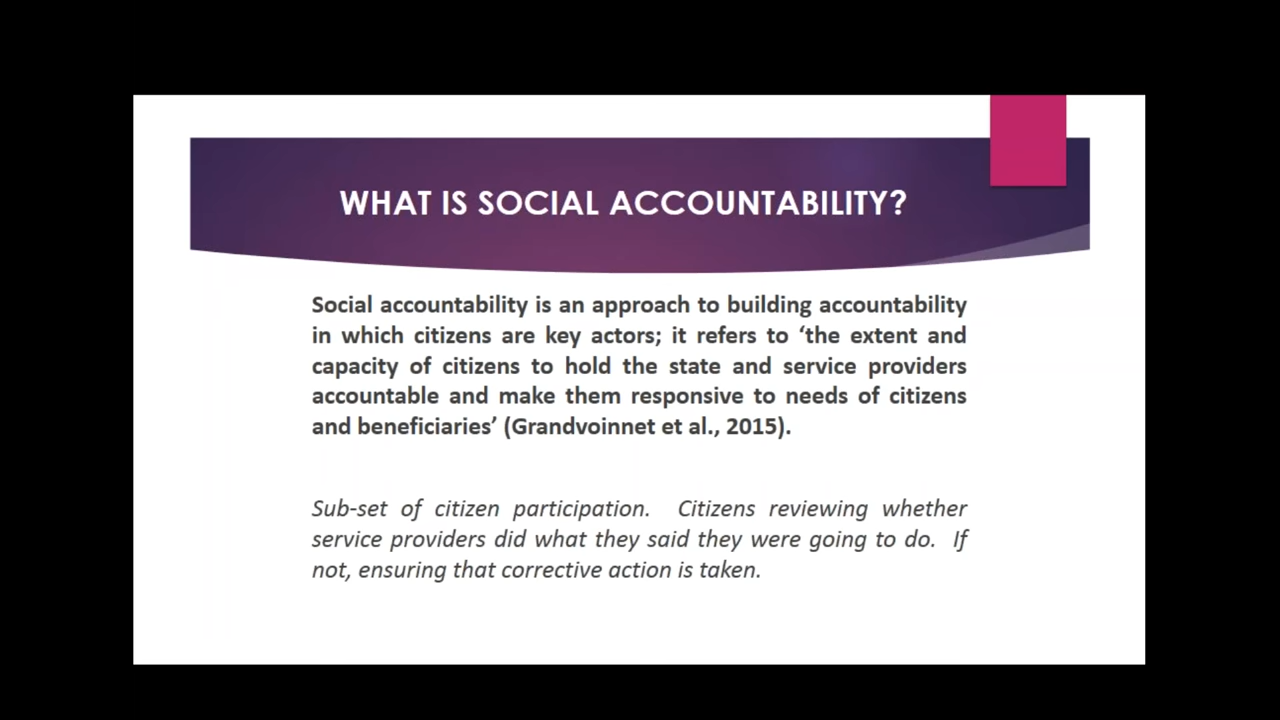 WHAT IS SOCIAL ACCOUNTABILITY?
Social accountability is an approach to building accountability
in which citizens are key actors; it refers to ‘the extent and
capacity of citizens to hold the state and service providers
accountable and make them responsive to needs of citizens
and beneficiaries’ (Grandvoinnet et al., 2015).
Sub-set of citizen participation. Citizens reviewing whether
service providers did what they said they were going to do. If
not, ensuring that corrective action is taken.